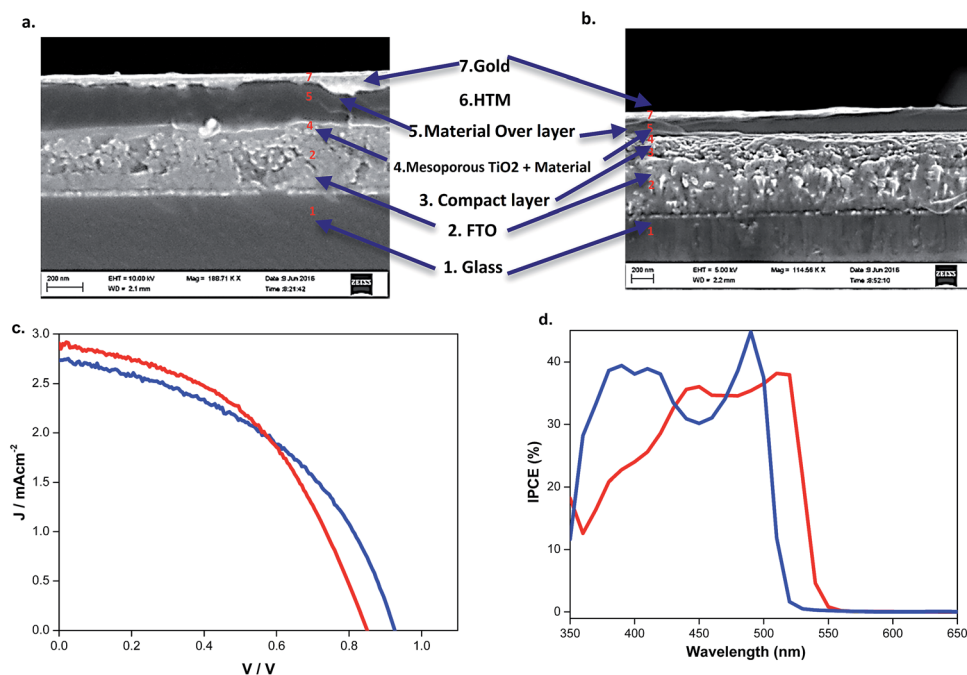 a.
b.
7.Gold
6.HTM
5.Material Over layer
4.Mesoporous TiO2 + Material
3. Compact layer
2. FTO
1. Glass
7
5
4
2
1
7
5
4
2
1
200 nm
EHT = 10.00 kV
Mag = 188.71 K X
Date :9 Jun 2016
WD = 2.1 mm
Time :8:21:42
ZEISS
200 nm
EHT = 5.00 kV
Mag = 114.56 K X
Date :9 Jun 2016
WD = 2.2 mm
Time :8:52:10
ZEISS
c.
3.0
2.5
2.0
1.5
1.0
0.5
0.0
J / mAcm-2
0.0 0.2 0.4 0.6 0.8 1.0
V / V
d.
40
30
20
10
0
IPCE (%)
350 400 450 500 550 600 650
Wavelength (nm)